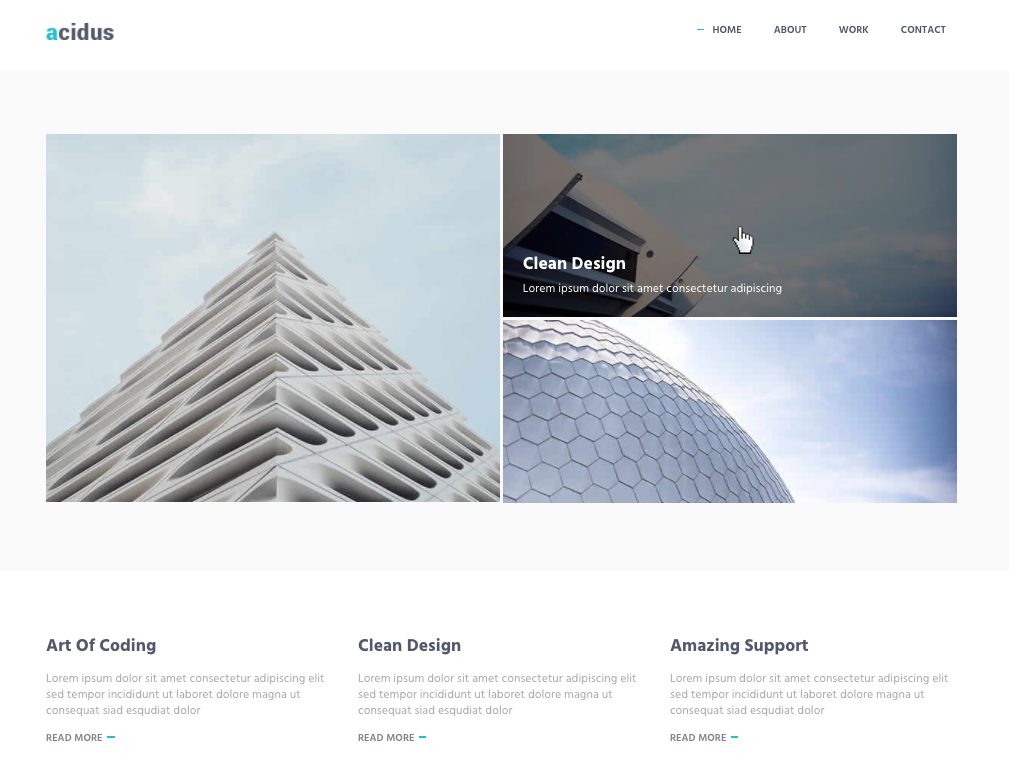 acidus
HOME ABOUT WORK CONTACT
Clean Design
Lorem ipsum dolor sit amet consectetur adipiscing
Art Of Coding
Lorem ipsum dolor sit amet consectetur adipiscing elit
sed tempor incididunt ut laboret dolore magna ut
consequat siad esqudiat dolor
READ MORE
Clean Design
Lorem ipsum dolor sit amet consectetur adipiscing elit
sed tempor incididunt ut laboret dolore magna ut
consequat siad esqudiat dolor
READ MORE
Amazing Support
Lorem ipsum dolor sit amet consectetur adipiscing elit
sed tempor incididunt ut laboret dolore magna ut
consequat siad esqudiat dolor
READ MORE